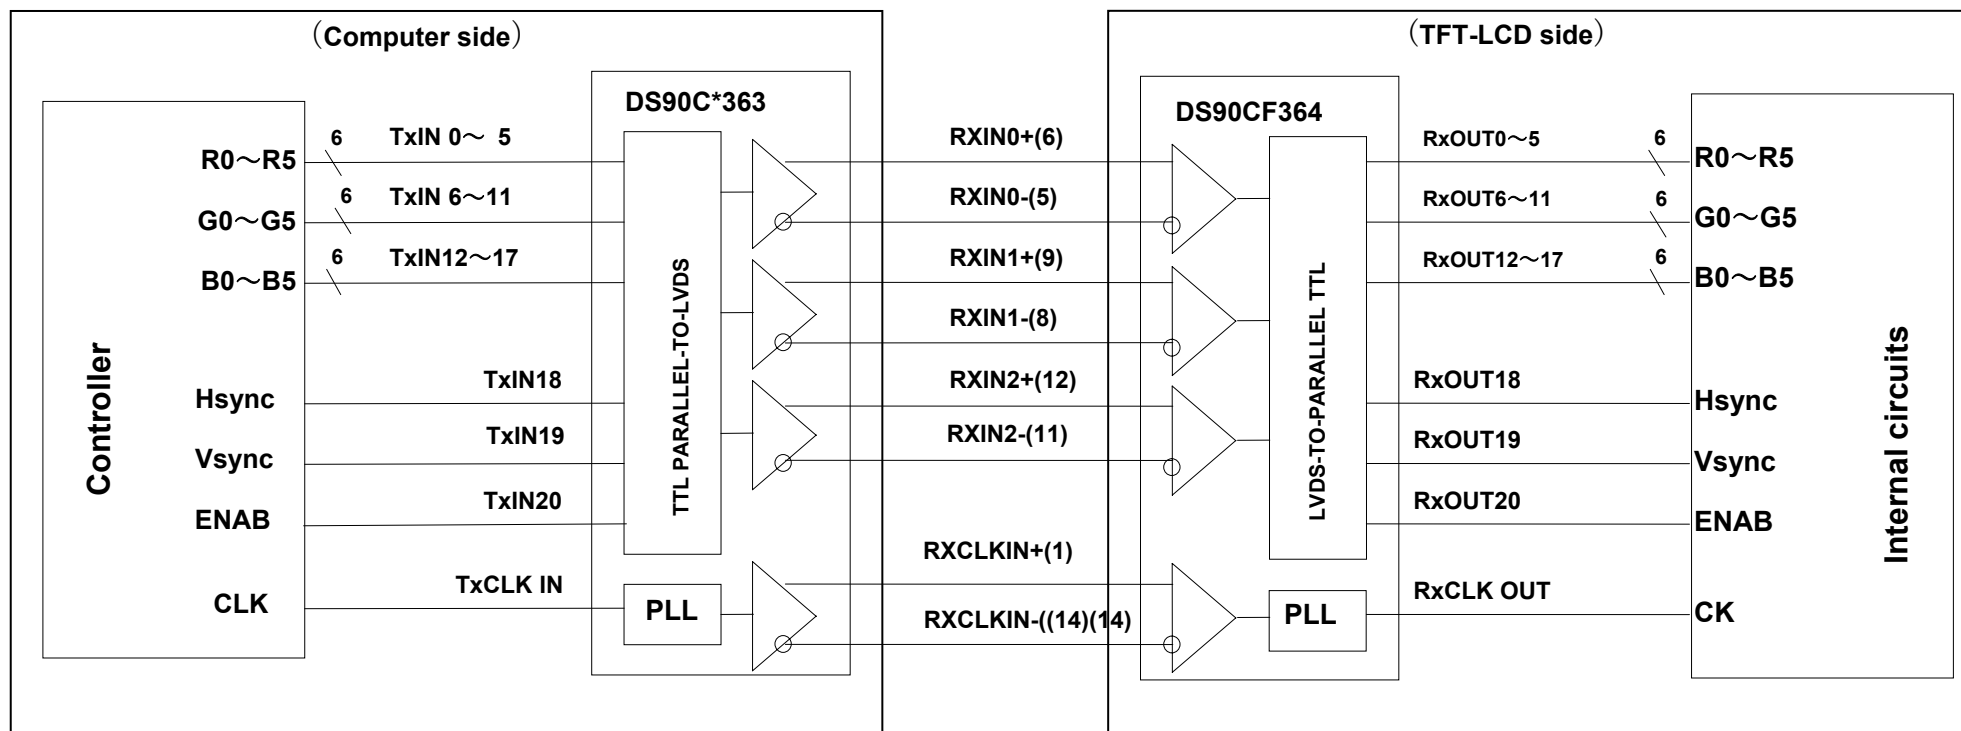 （Computer side）
（TFT-LCD side）
DS90C*363
DS90CF364
Controller
R0～R5
6
TxIN 0～ 5
G0～G5
6
TxIN 6～11
B0～B5
6
TxIN12～17
Hsync
TxIN18
Vsync
TxIN19
ENAB
TxIN20
CLK
TxCLK IN
TTL PARALLEL-TO-LVDS
PLL
RXIN0+(6)
RXIN0-(5)
RXIN1+(9)
RXIN1-(8)
RXIN2+(12)
RXIN2-(11)
RXCLKIN+(1)
RXCLKIN-((14)(14)
LVDS-TO-PARALLEL TTL
PLL
RxOUT0～5
6
R0～R5
RxOUT6～11
6
G0～G5
RxOUT12～17
6
B0～B5
RxOUT18
Hsync
RxOUT19
Vsync
RxOUT20
ENAB
RxCLK OUT
CK
Internal circuits